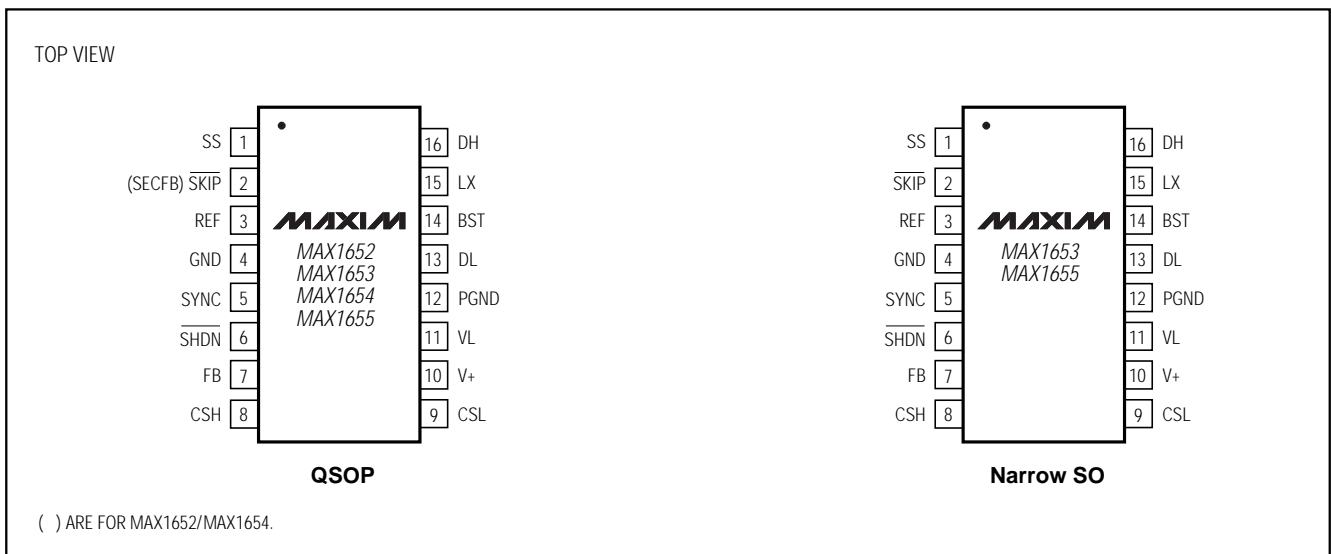 TOP VIEW
SS 1
(SECFB) SKIP 2
REF 3
GND 4
SYNC 5
SHDN 6
FB 7
CSH 8
MAXIM
MAX1652
MAX1653
MAX1654
MAX1655
16 DH
15 LX
14 BST
13 DL
12 PGND
11 VL
10 V+
9 CSL
QSOP
SS 1
SKIP 2
REF 3
GND 4
SYNC 5
SHDN 6
FB 7
CSH 8
MAXIM
MAX1653
MAX1655
16 DH
15 LX
14 BST
13 DL
12 PGND
11 VL
10 V+
9 CSL
Narrow SO
( ) ARE FOR MAX1652/MAX1654.